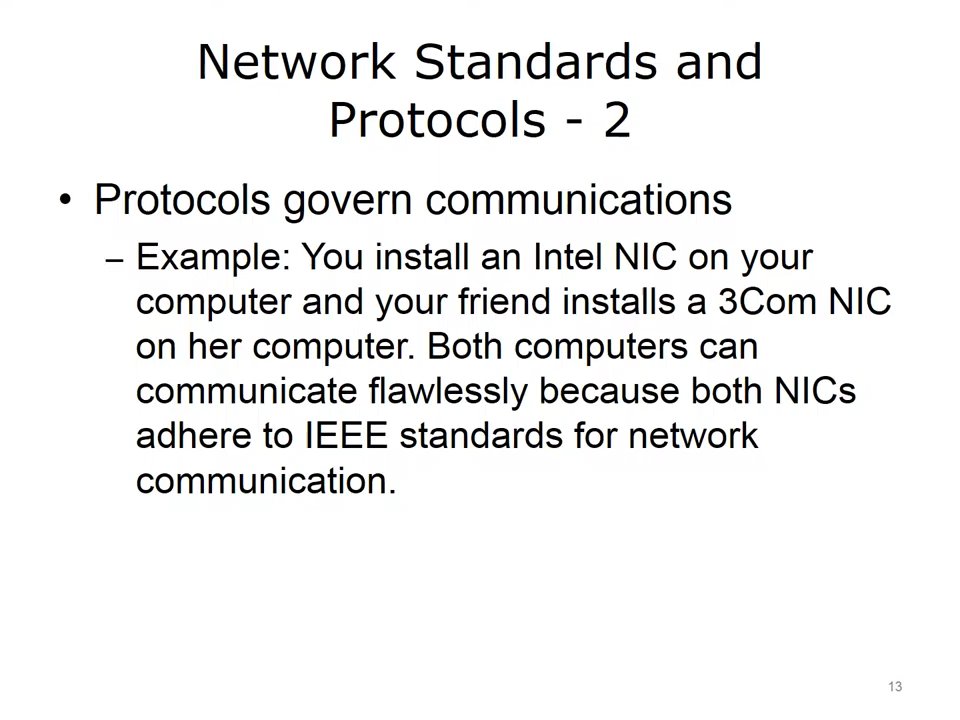 Network Standards and
Protocols - 2
• Protocols govern communications
– Example: You install an Intel NIC on your
computer and your friend installs a 3Com NIC
on her computer. Both computers can
communicate flawlessly because both NICs
adhere to IEEE standards for network
communication.
13